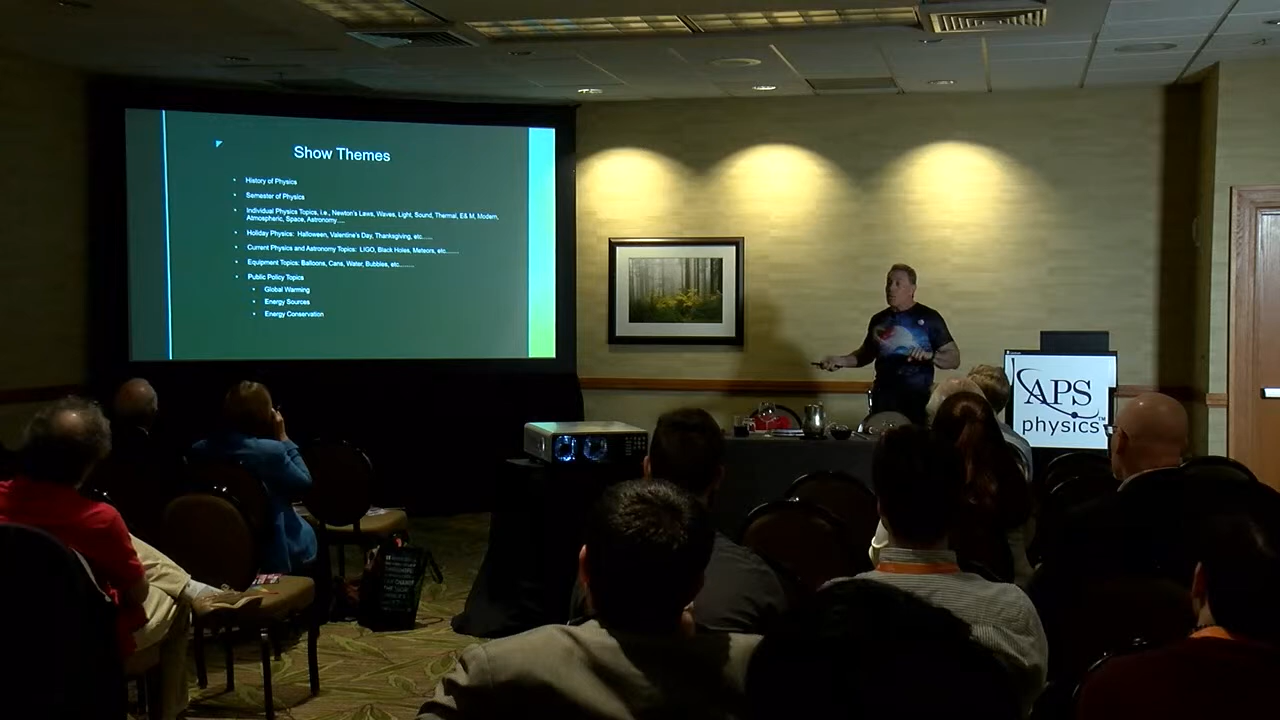 Show Themes
History of Physics
Semester of Physics
Individual Physics Topics, i.e., Newton's Laws, Waves, Light, Sound, Thermal, E& M, Modern,
Atmospheric, Space, Astronomy....
Holiday Physics: Halloween, Valentine's Day, Thanksgiving, etc......
Current Physics and Astronomy Topics: LIGO, Black Holes, Meteors, etc......
Equipment Topics: Balloons, Cans, Water, Bubbles, etc.........
Public Policy Topics
Global Warming
Energy Sources
Energy Conservation
APS
physics